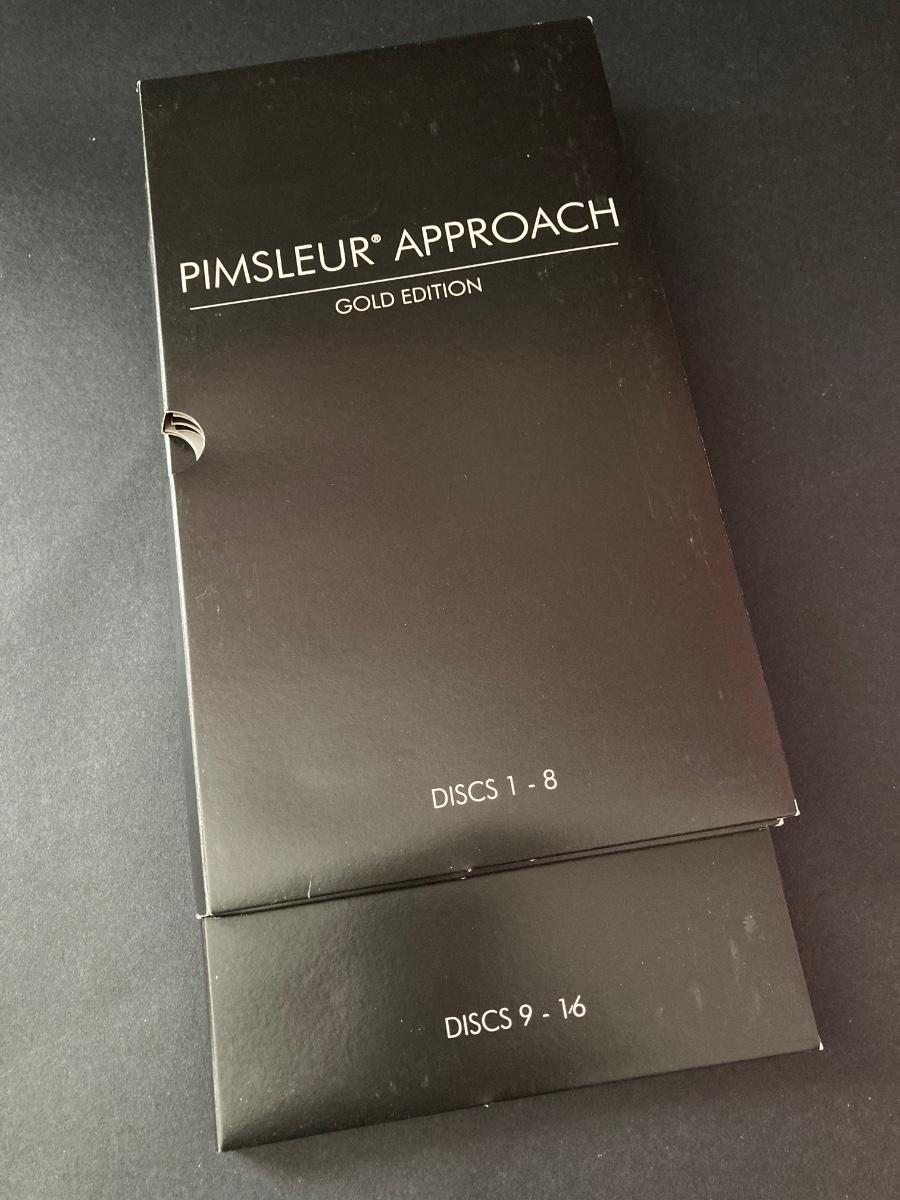 PIMSLEUR® APPROACH
GOLD EDITION
DISCS 1 - 8
DISCS 9 - 16